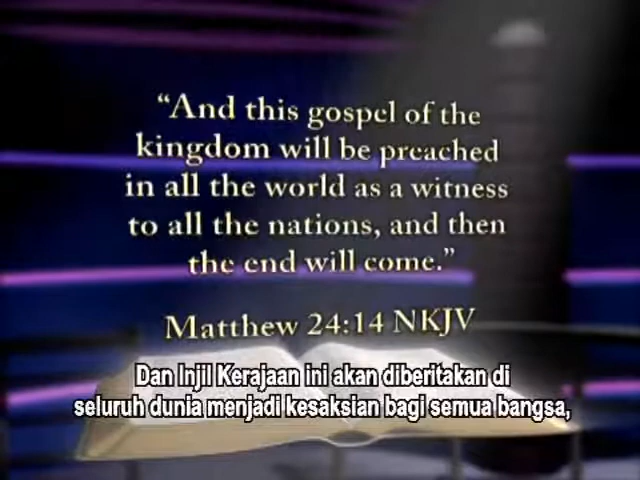 “And this gospel of the
kingdom will be preached
in all the world as a witness
to all the nations, and then
the end will come.”
Matthew 24:14 NKJV
Dan Injil Kerajaan ini akan diberitakan di
seluruh dunia menjadi kesaksian bagi semua bangsa,